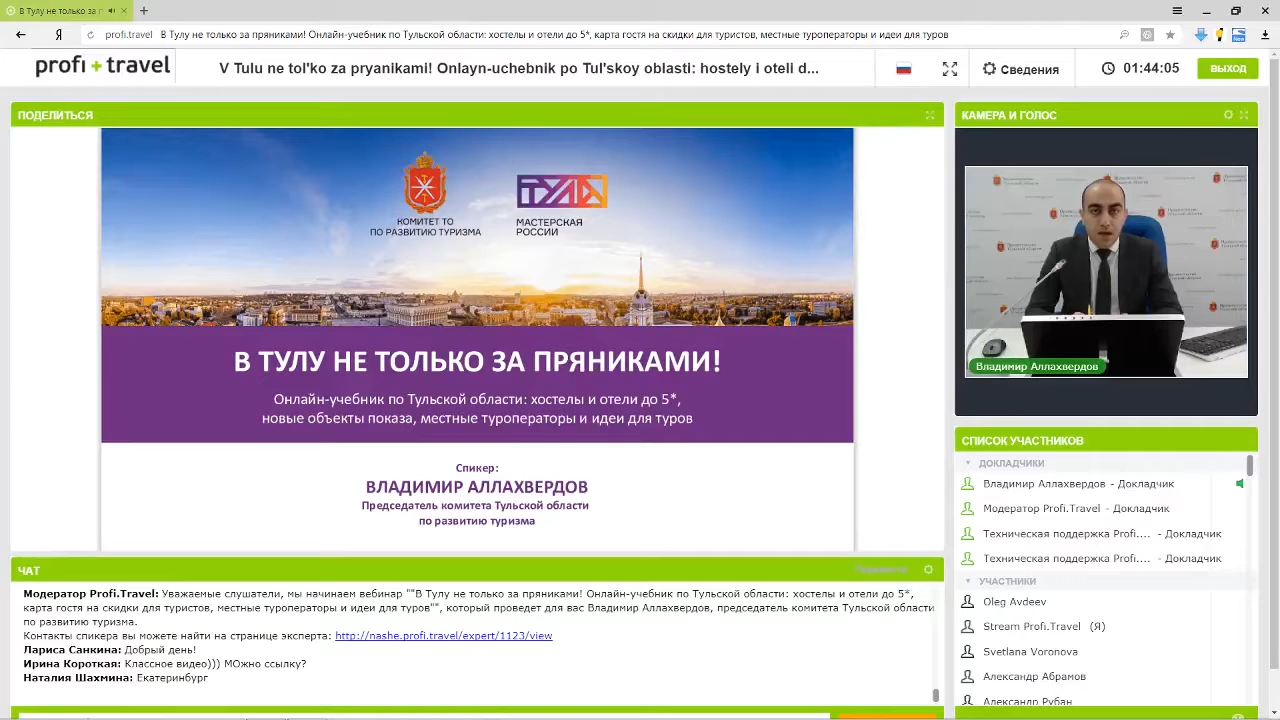 В Тулу не только за п
profi.travel В Тулу не только за пряниками! Онлайн-учебник по Тульской области: хостелы и отели до 5*, карта гостя на скидки для туристов, местные туроператоры и идеи для туров
profi + travel
V Tulu ne tol'ko za pryanikami! Onlayn-uchebnik po Tul'skoy oblasti: hostely i oteli d...
Сведения
01:44:05
ВЫХОД
ПОДЕЛИТЬСЯ
КОМИТЕТ ТО
ПО РАЗВИТИЮ ТУРИЗМА
ТУЛА
МАСТЕРСКАЯ
РОССИИ
В ТУЛУ НЕ ТОЛЬКО ЗА ПРЯНИКАМИ!
Онлайн-учебник по Тульской области: хостелы и отели до 5*,
новые объекты показа, местные туроператоры и идеи для туров
Спикер:
ВЛАДИМИР АЛЛАХВЕРДОВ
Председатель комитета Тульской области
по развитию туризма
КАМЕРА И ГОЛОС
Владимир Аллахвердов
СПИСОК УЧАСТНИКОВ
ДОКЛАДЧИКИ
Владимир Аллахвердов - Докладчик
Модератор Profi.Travel - Докладчик
Техническая поддержка Profi.... - Докладчик
Техническая поддержка Profi.... - Докладчик
УЧАСТНИКИ
Oleg Avdeev
Stream Profi.Travel (Я)
Svetlana Voronova
Александр Абрамов
Александр Рубан
ЧАТ
Модератор Profi.Travel: Уважаемые слушатели, мы начинаем вебинар ""В Тулу не только за пряниками! Онлайн-учебник по Тульской области: хостелы и отели до 5*,
карта гостя на скидки для туристов, местные туроператоры и идеи для туров"", который проведет для вас Владимир Аллахвердов, председатель комитета Тульской области
по развитию туризма.
Контакты спикера вы можете найти на странице эксперта: http://nashe.profi.travel/expert/1123/view
Лариса Санкина: Добрый день!
Ирина Короткая: Классное видео))) МОжно ссылку?
Наталия Шахмина: Екатеринбург